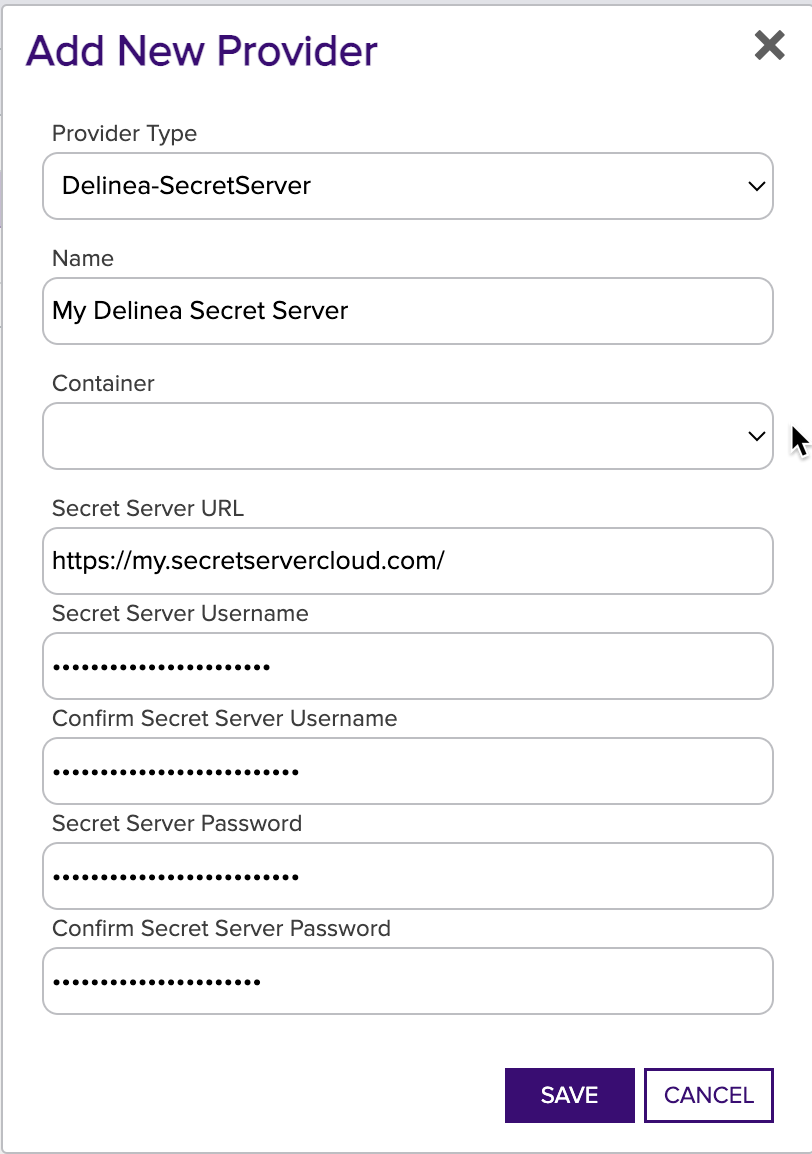 Add New Provider
Provider Type
Delinea-SecretServer
Name
My Delinea Secret Server
Container
Secret Server URL
https://my.secretservercloud.com/
Secret Server Username
•••••••••••••••••••••••
Confirm Secret Server Username
••••••••••••••••••••••••••
Secret Server Password
••••••••••••••••••••••••••
Confirm Secret Server Password
••••••••••••••••••••••
SAVE CANCEL